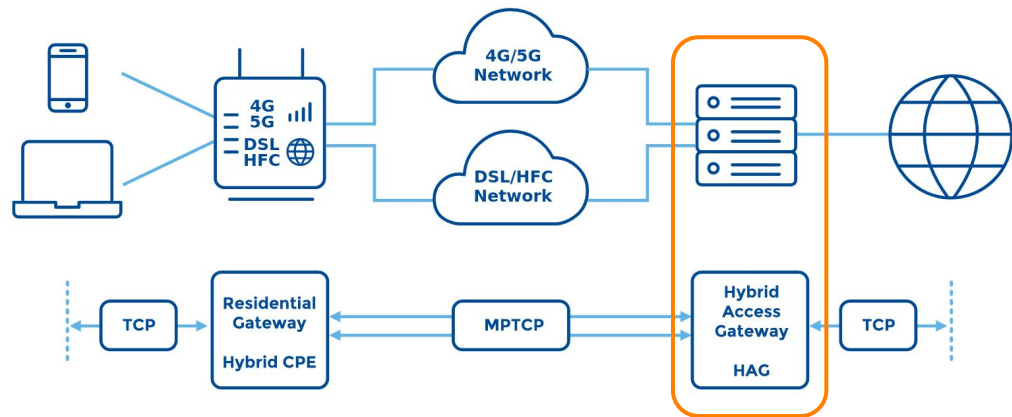 4G
5G
DSL
HFC
4G/5G
Network
DSL/HFC
Network
TCP
Residential
Gateway
Hybrid CPE
MPTCP
Hybrid
Access
Gateway
HAG
TCP